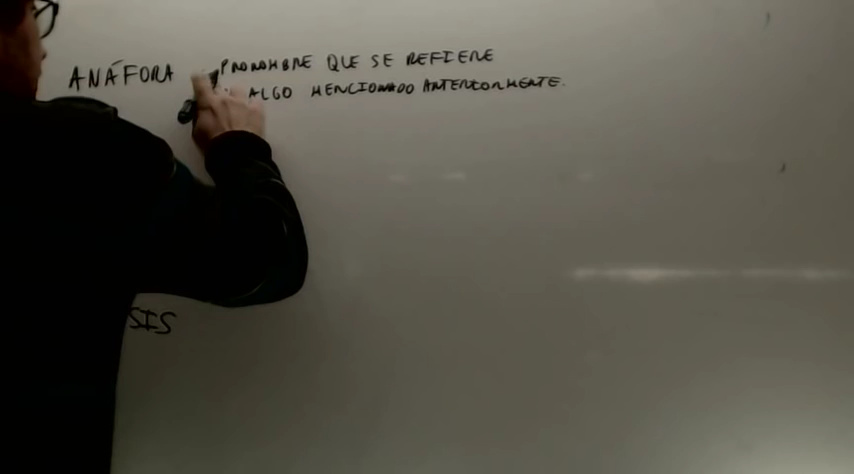 ANÁFORA PRONOMBRE QUE SE REFIERE
ALGO MENCIONADO ANTERIORMENTE.
SIS